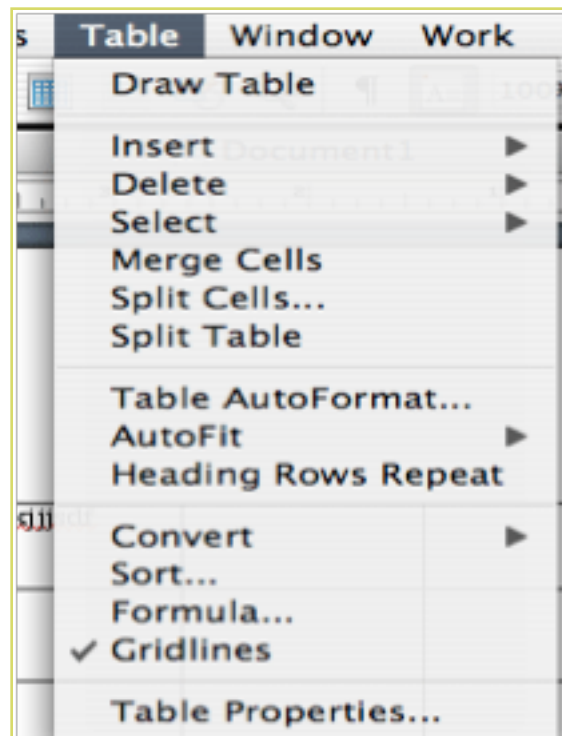 s Table Window Work
Draw Table
100%
Insert
Document1
Delete
Select
Merge Cells
Split Cells...
Split Table
Table AutoFormat...
AutoFit
Heading Rows Repeat
Convert
Sort...
Formula...
✓ Gridlines
Table Properties...